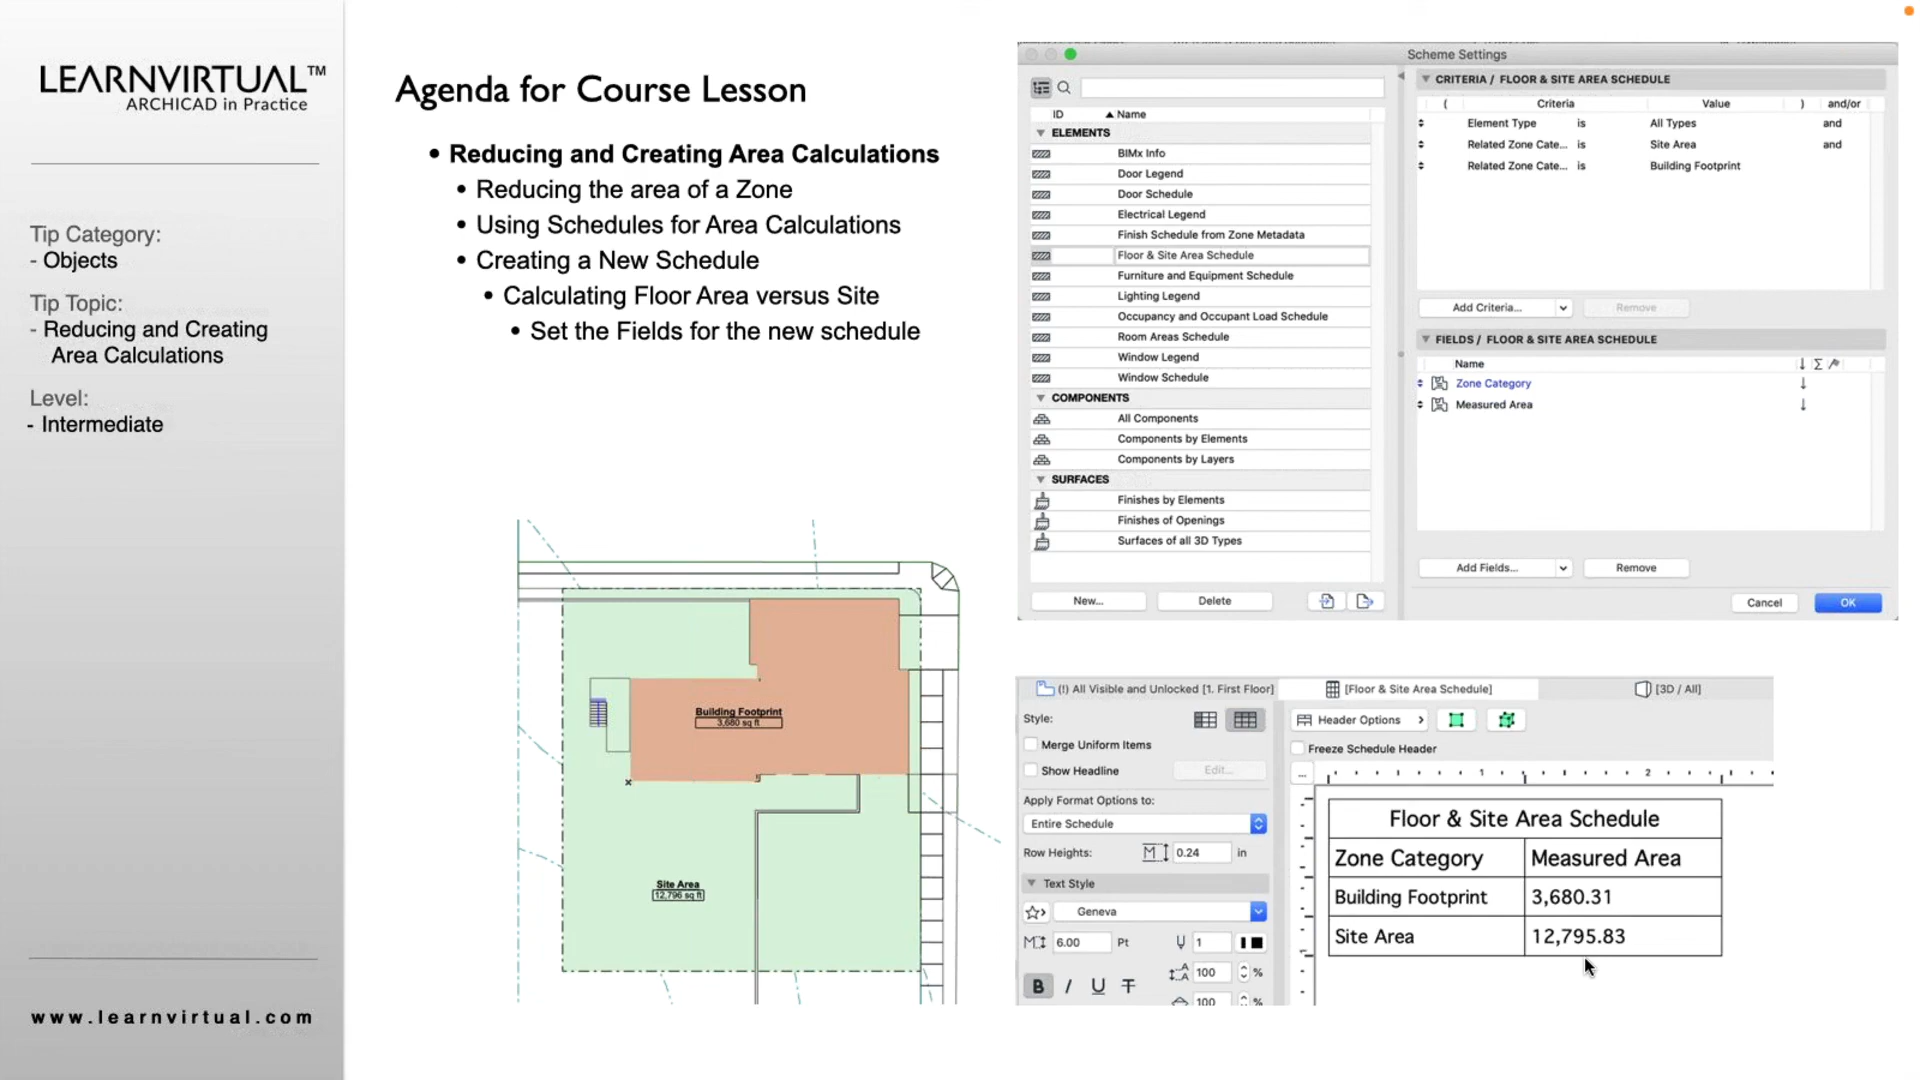 LEARNVIRTUAL™
ARCHICAD in Practice
Tip Category:
- Objects
Tip Topic:
- Reducing and Creating
Area Calculations
Level:
- Intermediate
www.learnvirtual.com
Agenda for Course Lesson
• Reducing and Creating Area Calculations
• Reducing the area of a Zone
• Using Schedules for Area Calculations
• Creating a New Schedule
• Calculating Floor Area versus Site
• Set the Fields for the new schedule
Building Footprint
3,680 sq ft
Site Area
12,796 sq ft
Scheme Settings
ID Name
ELEMENTS
BIMx Info
Door Legend
Door Schedule
Electrical Legend
Finish Schedule from Zone Metadata
Floor & Site Area Schedule
Furniture and Equipment Schedule
Lighting Legend
Occupancy and Occupant Load Schedule
Room Areas Schedule
Window Legend
Window Schedule
COMPONENTS
All Components
Components by Elements
Components by Layers
SURFACES
Finishes by Elements
Finishes of Openings
Surfaces of all 3D Types
New... Delete
CRITERIA / FLOOR & SITE AREA SCHEDULE
( Criteria Value ) and/or
Element Type is All Types and
Related Zone Cate... is Site Area and
Related Zone Cate... is Building Footprint
Add Criteria... Remove
FIELDS / FLOOR & SITE AREA SCHEDULE
Name ↓ Σ
Zone Category ↓
Measured Area ↓
Add Fields... Remove
Cancel OK
(!) All Visible and Unlocked [1. First Floor] [Floor & Site Area Schedule] [3D / All]
Style:
Merge Uniform Items
Show Headline Edit...
Apply Format Options to:
Entire Schedule
Row Heights: 0.24 in
Text Style
Geneva
6.00 Pt 1
100 %
B I U T
100 %
Header Options
Freeze Schedule Header
... 1 2
Floor & Site Area Schedule
Zone Category Measured Area
Building Footprint 3,680.31
Site Area 12,795.83